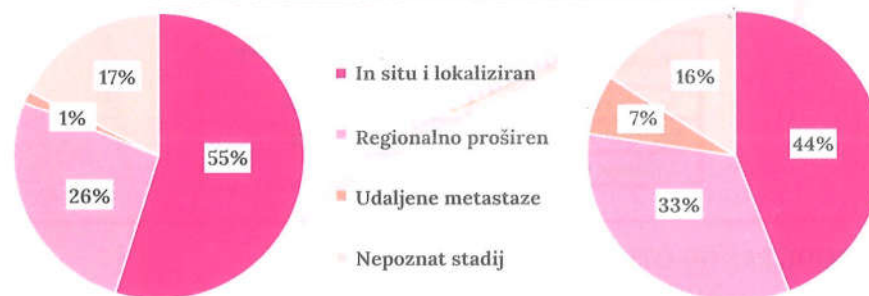 17%
1%
26%
55%
In situ i lokaliziran
Regionalno proširen
Udaljene metastaze
Nepoznat stadij
16%
7%
33%
44%